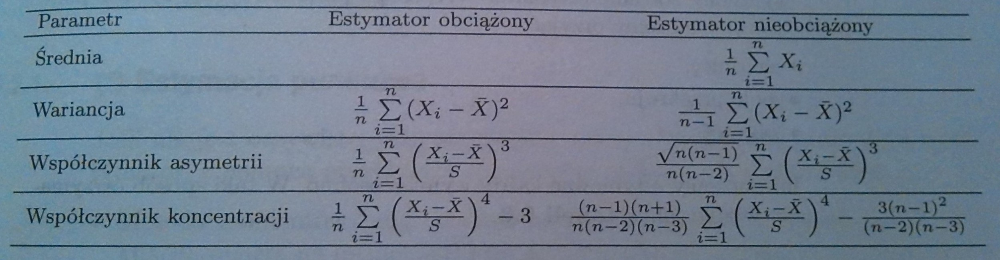 Parametr Estymator obciążony Estymator nieobciążony
Średnia $\frac{1}{n} \sum_{i=1}^{n} X_i$
Wariancja $\frac{1}{n} \sum_{i=1}^{n} (X_i - \bar{X})^2$ $\frac{1}{n-1} \sum_{i=1}^{n} (X_i - \bar{X})^2$
Współczynnik asymetrii $\frac{1}{n} \sum_{i=1}^{n} \left( \frac{X_i - \bar{X}}{S} \right)^3$ $\frac{\sqrt{n(n-1)}}{n(n-2)} \sum_{i=1}^{n} \left( \frac{X_i - \bar{X}}{S} \right)^3$
Współczynnik koncentracji $\frac{1}{n} \sum_{i=1}^{n} \left( \frac{X_i - \bar{X}}{S} \right)^4 - 3$ $\frac{(n-1)(n+1)}{n(n-2)(n-3)} \sum_{i=1}^{n} \left( \frac{X_i - \bar{X}}{S} \right)^4 - \frac{3(n-1)^2}{(n-2)(n-3)}$